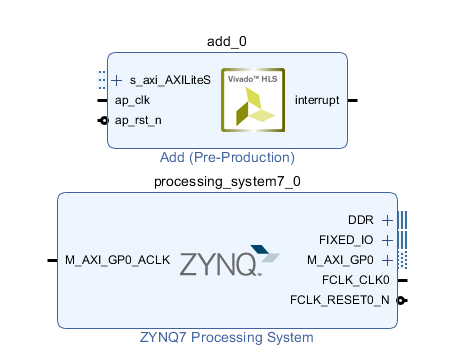 add_0
s_axi_AXILiteS
ap_clk
ap_rst_n
Vivado™ HLS
interrupt
Add (Pre-Production)
processing_system7_0
DDR
FIXED_IO
M_AXI_GP0_ACLK
ZYNQ™
M_AXI_GP0
FCLK_CLK0
FCLK_RESET0_N
ZYNQ7 Processing System